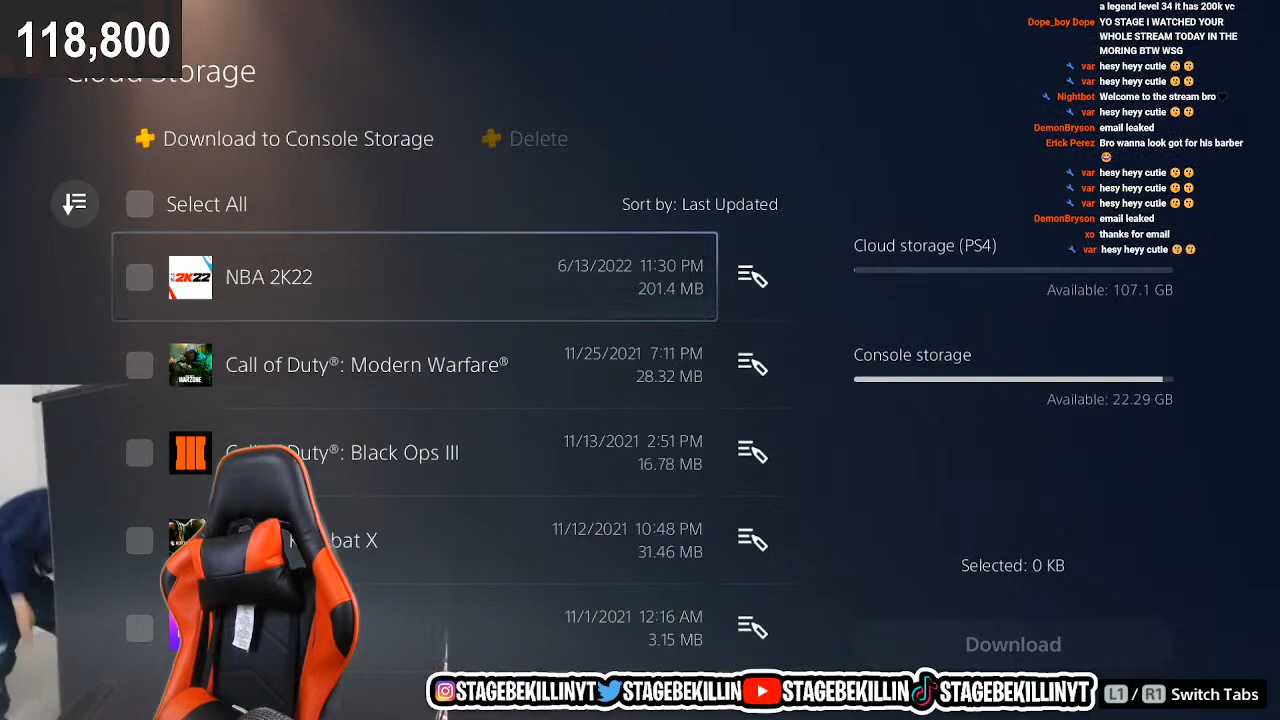 118,800
Cloud Storage
Download to Console Storage
Delete
Select All
Sort by: Last Updated
2K22
NBA 2K22
6/13/2022 11:30 PM
201.4 MB
WARZONE
Call of Duty®: Modern Warfare®
11/25/2021 7:11 PM
28.32 MB
III
Duty®: Black Ops III
11/13/2021 2:51 PM
16.78 MB
bat X
11/12/2021 10:48 PM
31.46 MB
11/1/2021 12:16 AM
3.15 MB
a legend level 34 it has 200k vc
Dope_boy Dope YO STAGE I WATCHED YOUR
WHOLE STREAM TODAY IN THE
MORING BTW WSG
var hesy heyy cutie 😗 😗
var hesy heyy cutie 😗 😗
Nightbot Welcome to the stream bro🖤
var hesy heyy cutie 😗 😗
DemonBryson email leaked
Erick Perez Bro wanna look got for his barber
😂
var hesy heyy cutie 😗 😗
var hesy heyy cutie 😗 😗
var hesy heyy cutie 😗 😗
DemonBryson email leaked
xo thanks for email
var hesy heyy cutie 😗 😗
Cloud storage (PS4)
Available: 107.1 GB
Console storage
Available: 22.29 GB
Selected: 0 KB
Download
STAGEBEKILLINYT STAGEBEKILLIN STAGEBEKILLIN STAGEBEKILLINYT
L1 / R1 Switch Tabs